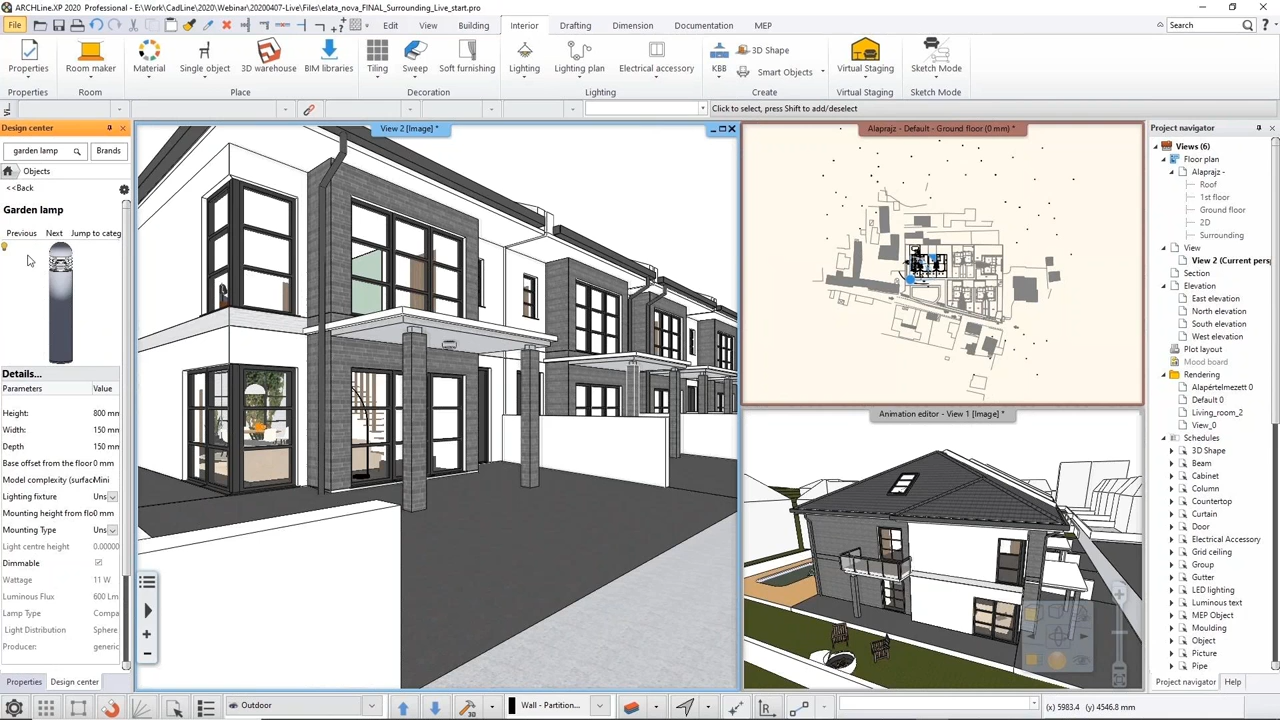 ARCHLine.XP 2020  Professional - E:\Work\CadLine\2020\Webinar\20200407-Live\Files\elata_nova_FINAL_Surrounding_Live_start.pro
File Edit View Building Interior Drafting Dimension Documentation MEP Search
Properties Room maker Material Single object 3D warehouse BIM libraries Tiling Sweep Soft furnishing Lighting Lighting plan Electrical accessory KBB 3D Shape Smart Objects Virtual Staging Sketch Mode
Properties Room Place Decoration Lighting Create Virtual Staging Sketch Mode
Click to select, press Shift to add/deselect
Design center
garden lamp Brands
Objects
<<Back
Garden lamp
Previous Next Jump to categ
Details...
Parameters Value
Height: 800 mm
Width: 150 mm
Depth 150 mm
Base offset from the floor 0 mm
Model complexity (surfac Mini
Lighting fixture Uns
Mounting height from flo 0 mm
Mounting Type Uns
Light centre height 0.00000
Dimmable
Wattage 11 W
Luminous Flux 600 Lm
Lamp Type Compa
Light Distribution Sphere
Producer: generic
Properties Design center
View 2 [Image] *
Alaprajz - Default - Ground floor (0 mm) *
Animation editor - View 1 [Image] *
Project navigator
Views (6)
Floor plan
Alaprajz -
Roof
1st floor
Ground floor
2D
Surrounding
View
View 2 (Current pers
Section
Elevation
East elevation
North elevation
South elevation
West elevation
Plot layout
Mood board
Rendering
Alapértelmezett 0
Default 0
Living_room_2
View_0
Schedules
3D Shape
Beam
Cabinet
Column
Countertop
Curtain
Door
Electrical Accessory
Grid ceiling
Group
Gutter
LED lighting
Luminous text
MEP Object
Moulding
Object
Picture
Pipe
Project navigator Help
Outdoor
Wall - Partition...
(x) 5983.4 (y) 4546.8 mm